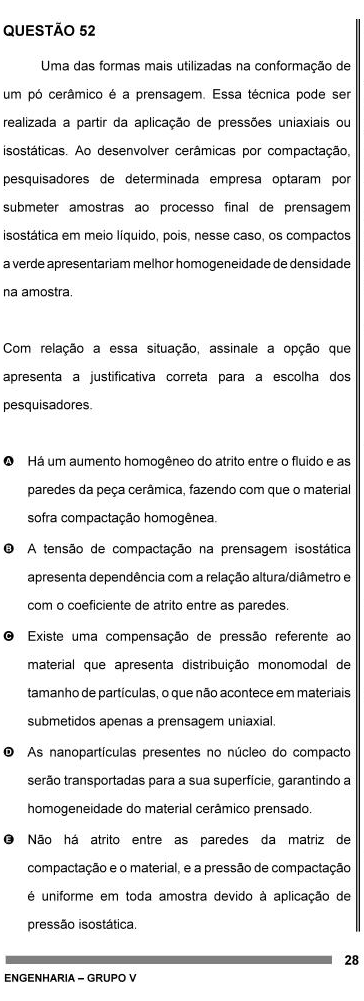 QUESTÃO 52
Uma das formas mais utilizadas na conformação de
um pó cerâmico é a prensagem. Essa técnica pode ser
realizada a partir da aplicação de pressões uniaxiais ou
isostáticas. Ao desenvolver cerâmicas por compactação,
pesquisadores de determinada empresa optaram por
submeter amostras ao processo final de prensagem
isostática em meio líquido, pois, nesse caso, os compactos
a verde apresentariam melhor homogeneidade de densidade
na amostra.
Com relação a essa situação, assinale a opção que
apresenta a justificativa correta para a escolha dos
pesquisadores.
A Há um aumento homogêneo do atrito entre o fluido e as
paredes da peça cerâmica, fazendo com que o material
sofra compactação homogênea.
B A tensão de compactação na prensagem isostática
apresenta dependência com a relação altura/diâmetro e
com o coeficiente de atrito entre as paredes.
C Existe uma compensação de pressão referente ao
material que apresenta distribuição monomodal de
tamanho de partículas, o que não acontece em materiais
submetidos apenas a prensagem uniaxial.
D As nanopartículas presentes no núcleo do compacto
serão transportadas para a sua superfície, garantindo a
homogeneidade do material cerâmico prensado.
E Não há atrito entre as paredes da matriz de
compactação e o material, e a pressão de compactação
é uniforme em toda amostra devido à aplicação de
pressão isostática.
28
ENGENHARIA – GRUPO V